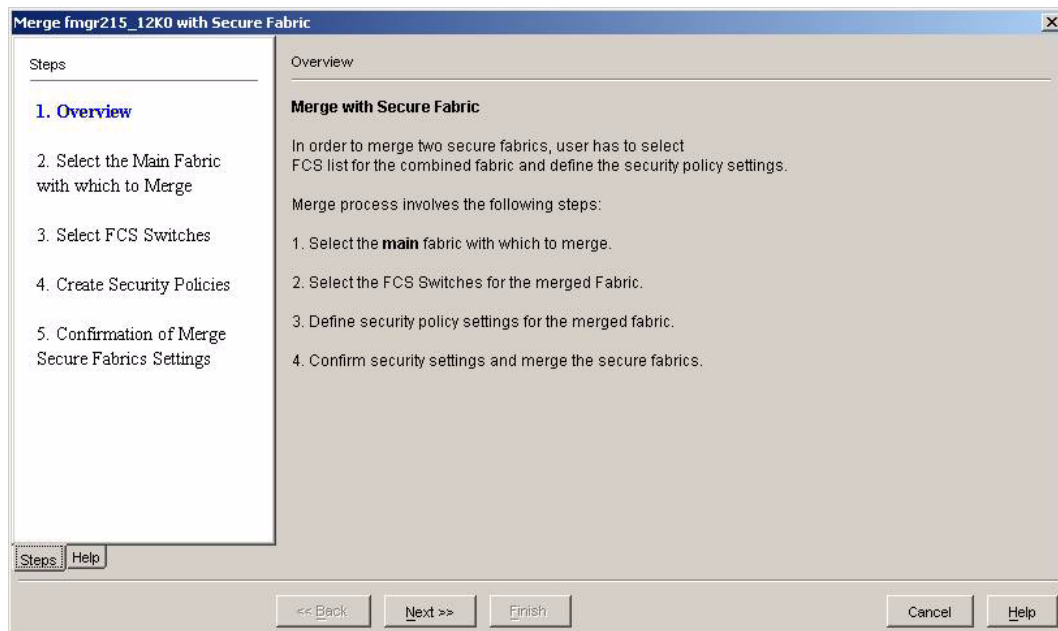 Merge fmgr215_12K0 with Secure Fabric
Steps
1. Overview
2. Select the Main Fabric
with which to Merge
3. Select FCS Switches
4. Create Security Policies
5. Confirmation of Merge
Secure Fabrics Settings
Steps
Help
Overview
Merge with Secure Fabric
In order to merge two secure fabrics, user has to select
FCS list for the combined fabric and define the security policy settings.
Merge process involves the following steps:
1. Select the main fabric with which to merge.
2. Select the FCS Switches for the merged Fabric.
3. Define security policy settings for the merged fabric.
4. Confirm security settings and merge the secure fabrics.
<< Back
Next >>
Finish
Cancel
Help